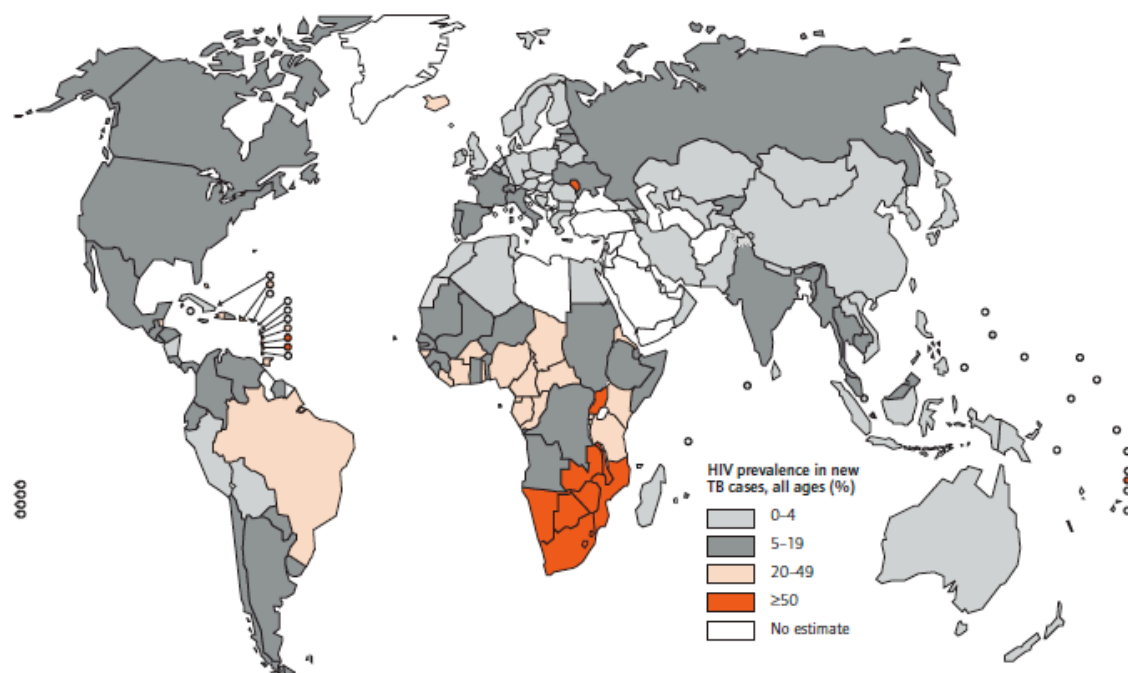 HIV prevalence in new
TB cases, all ages (%)
0–4
5–19
20–49
≥50
No estimate